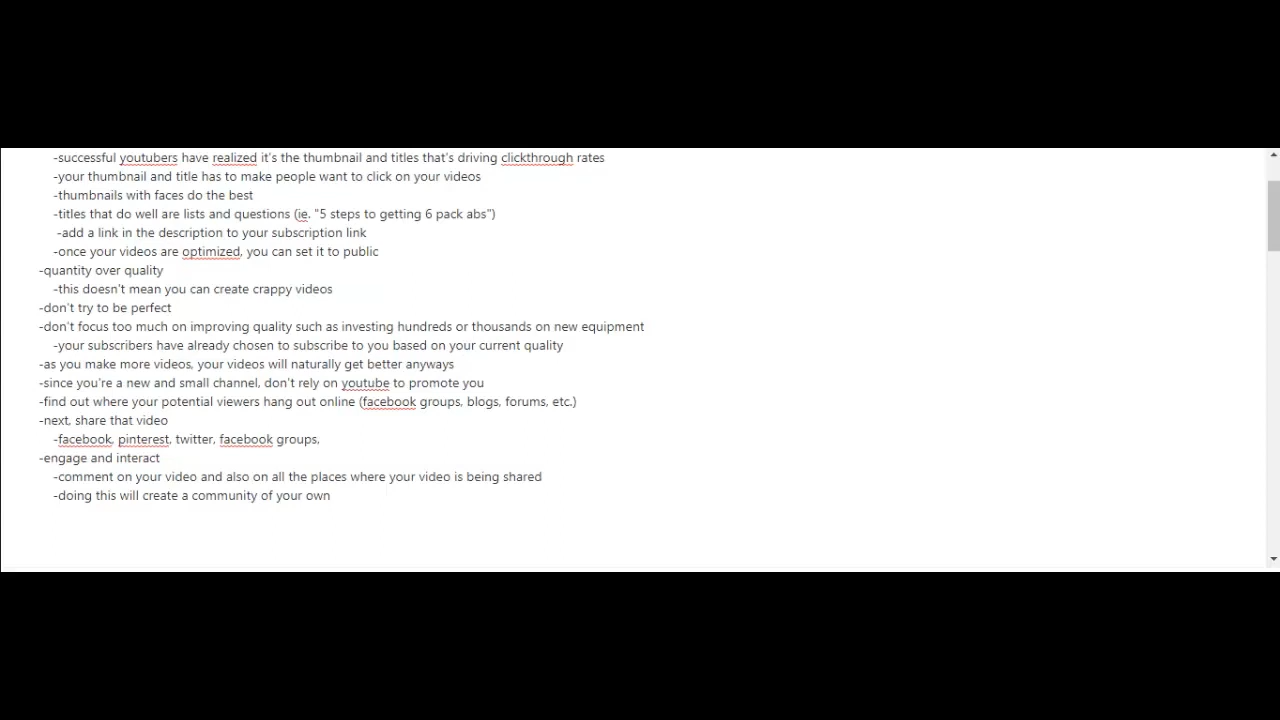 -successful youtubers have realized it's the thumbnail and titles that's driving clickthrough rates
-your thumbnail and title has to make people want to click on your videos
-thumbnails with faces do the best
-titles that do well are lists and questions (ie. "5 steps to getting 6 pack abs")
-add a link in the description to your subscription link
-once your videos are optimized, you can set it to public
-quantity over quality
-this doesn't mean you can create crappy videos
-don't try to be perfect
-don't focus too much on improving quality such as investing hundreds or thousands on new equipment
-your subscribers have already chosen to subscribe to you based on your current quality
-as you make more videos, your videos will naturally get better anyways
-since you're a new and small channel, don't rely on youtube to promote you
-find out where your potential viewers hang out online (facebook groups, blogs, forums, etc.)
-next, share that video
-facebook, pinterest, twitter, facebook groups,
-engage and interact
-comment on your video and also on all the places where your video is being shared
-doing this will create a community of your own